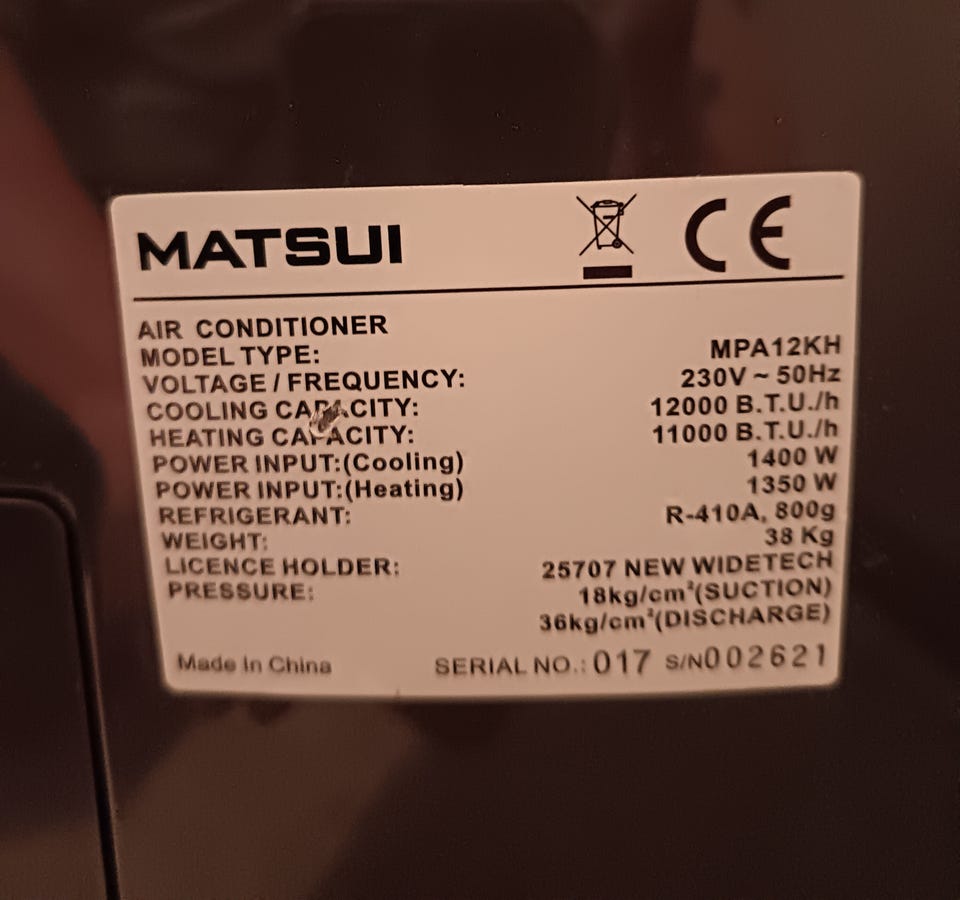 MATSUI CE
AIR CONDITIONER
MODEL TYPE: MPA12KH
VOLTAGE / FREQUENCY: 230V ~ 50Hz
COOLING CAPACITY: 12000 B.T.U./h
HEATING CAPACITY: 11000 B.T.U./h
POWER INPUT:(Cooling) 1400 W
POWER INPUT:(Heating) 1350 W
REFRIGERANT: R-410A, 800g
WEIGHT: 38 Kg
LICENCE HOLDER: 25707 NEW WIDETECH
PRESSURE: 18kg/cm²(SUCTION)
36kg/cm²(DISCHARGE)
Made In China SERIAL NO.: 017 S/N002621